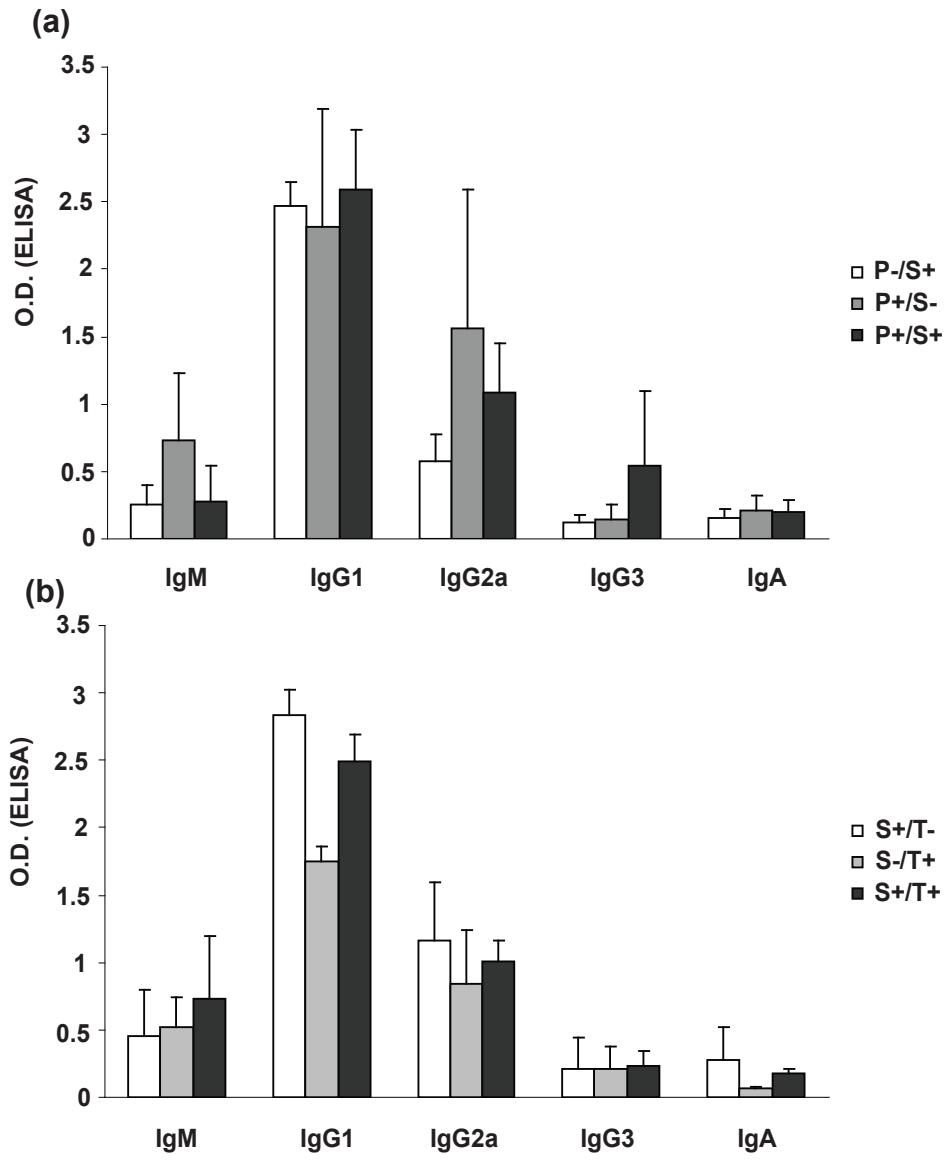 (a)
3.5
3
2.5
2
1.5
1
0.5
0
O.D. (ELISA)
IgM IgG1 IgG2a IgG3 IgA
P-/S+
P+/S-
P+/S+
(b)
3.5
3
2.5
2
1.5
1
0.5
0
O.D. (ELISA)
IgM IgG1 IgG2a IgG3 IgA
S+/T-
S-/T+
S+/T+